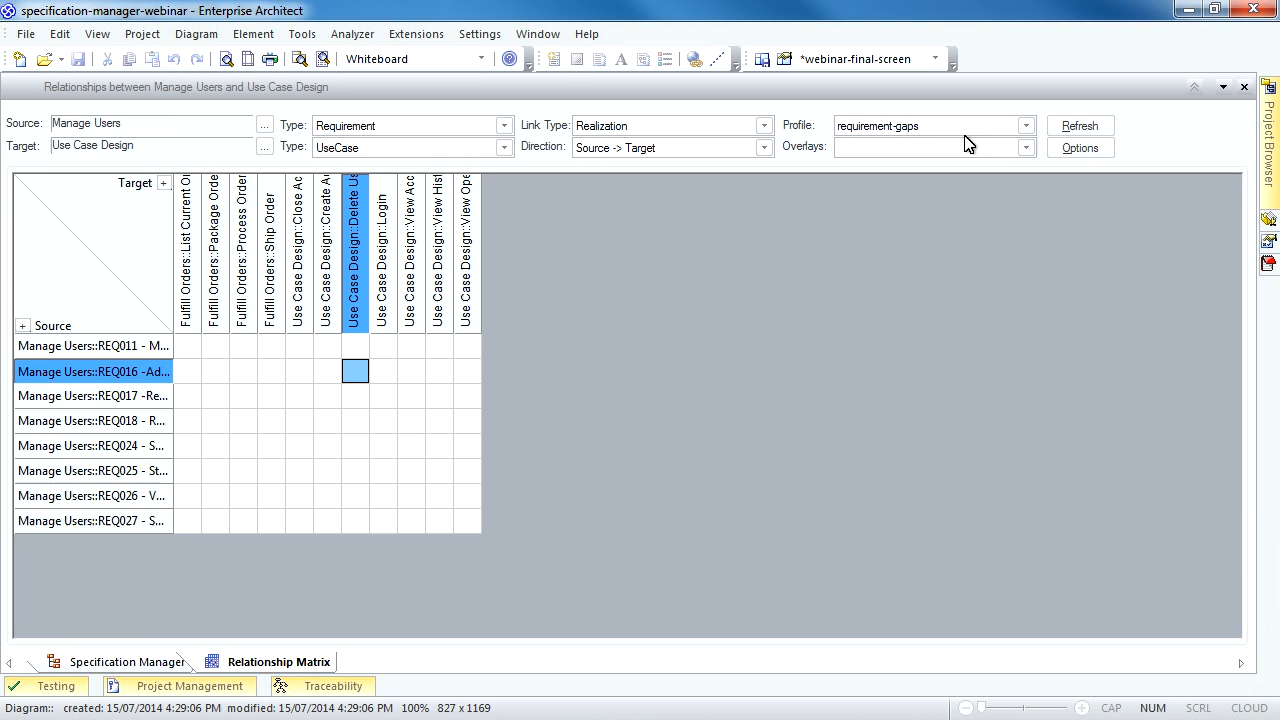 specification-manager-webinar - Enterprise Architect
File Edit View Project Diagram Element Tools Analyzer Extensions Settings Window Help
Whiteboard *webinar-final-screen
Relationships between Manage Users and Use Case Design
Source: Manage Users ... Type: Requirement Link Type: Realization Profile: requirement-gaps Refresh
Target: Use Case Design ... Type: UseCase Direction: Source -> Target Overlays: Options
Target +
+ Source
Fulfill Orders::List Current O
Fulfill Orders::Package Orde
Fulfill Orders::Process Order
Fulfill Orders::Ship Order
Use Case Design::Close Ac
Use Case Design::Create A
Use Case Design::Delete Us
Use Case Design::Login
Use Case Design::View Acc
Use Case Design::View Hist
Use Case Design::View Ope
Manage Users::REQ011 - M...
Manage Users::REQ016 -Ad...
Manage Users::REQ017 -Re...
Manage Users::REQ018 - R...
Manage Users::REQ024 - S...
Manage Users::REQ025 - St...
Manage Users::REQ026 - V...
Manage Users::REQ027 - S...
Project Browser
Specification Manager Relationship Matrix
Testing Project Management Traceability
Diagram:: created: 15/07/2014 4:29:06 PM modified: 15/07/2014 4:29:06 PM 100% 827 x 1169 CAP NUM SCRL CLOUD